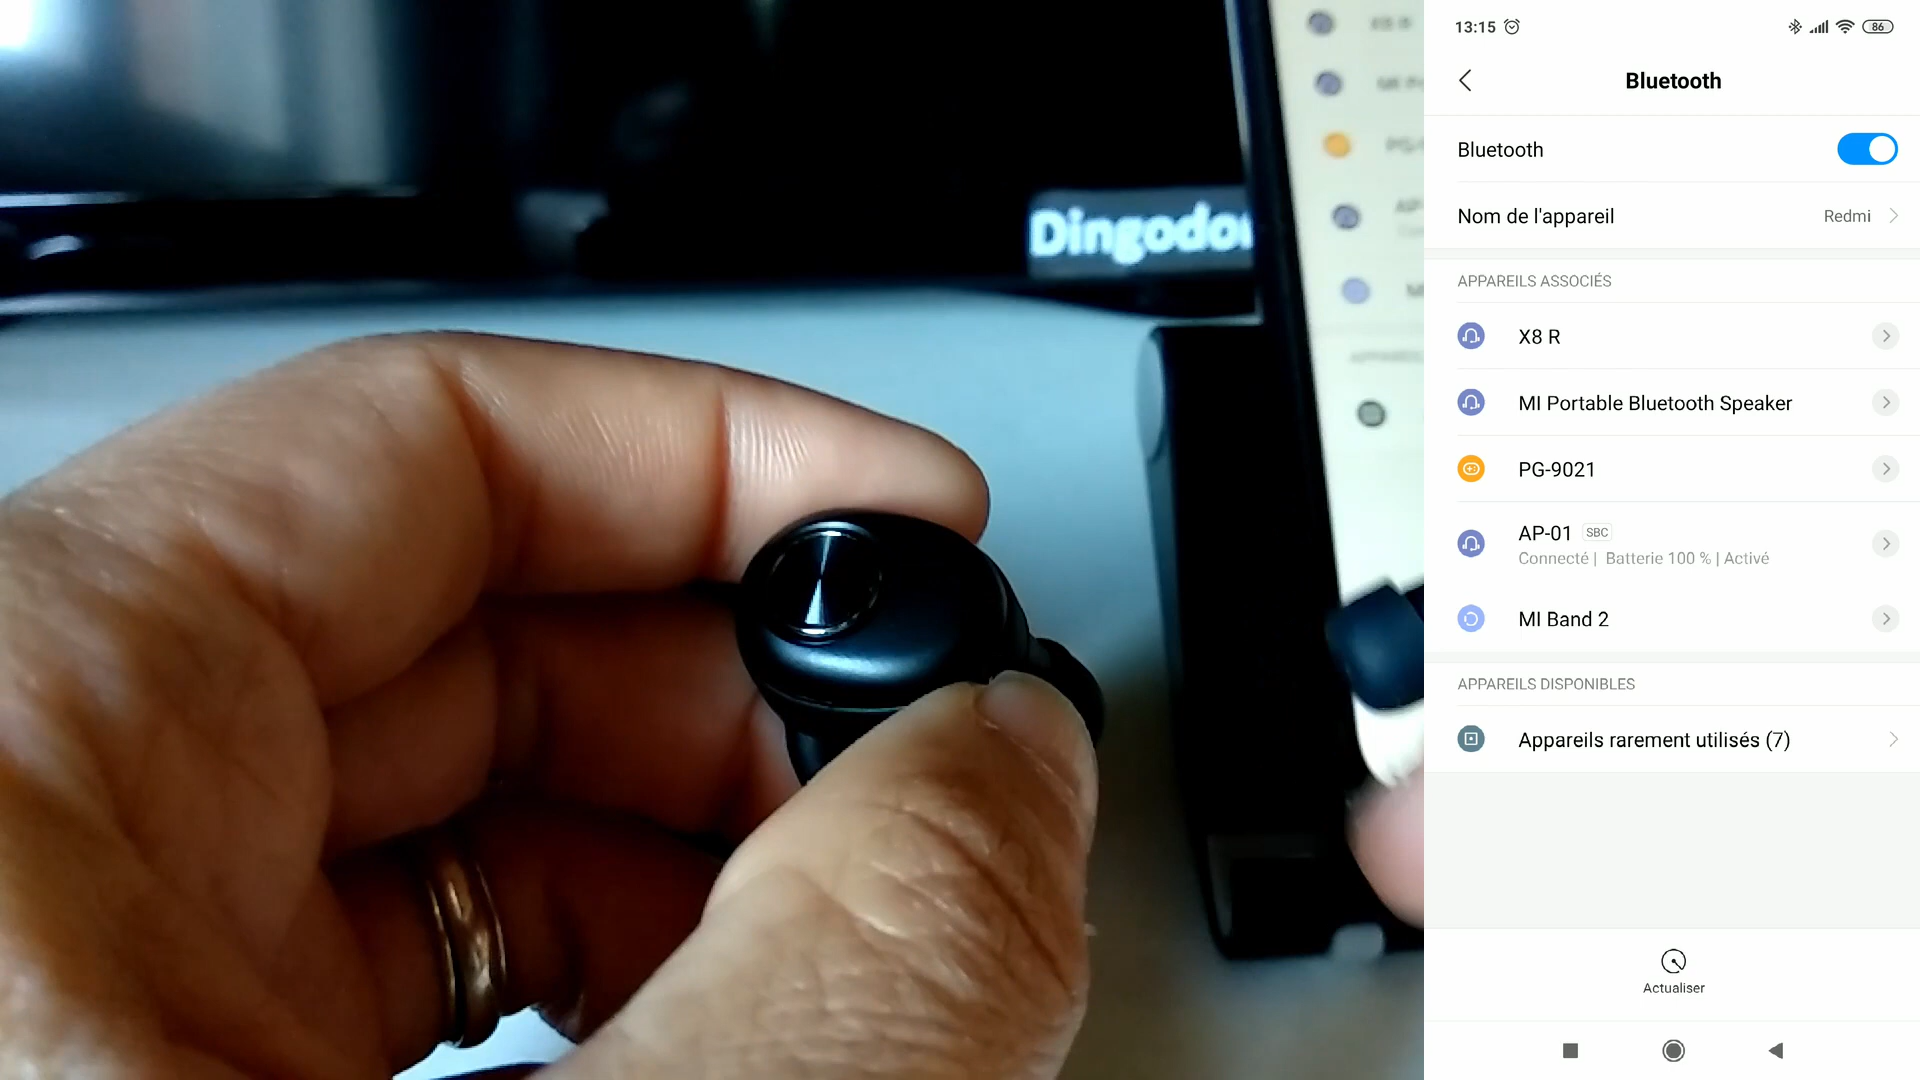 Dingodo
13:15
86
Bluetooth
Bluetooth
Nom de l'appareil
Redmi
APPAREILS ASSOCIÉS
X8 R
MI Portable Bluetooth Speaker
PG-9021
AP-01 SBC
Connecté | Batterie 100 % | Activé
MI Band 2
APPAREILS DISPONIBLES
Appareils rarement utilisés (7)
Actualiser